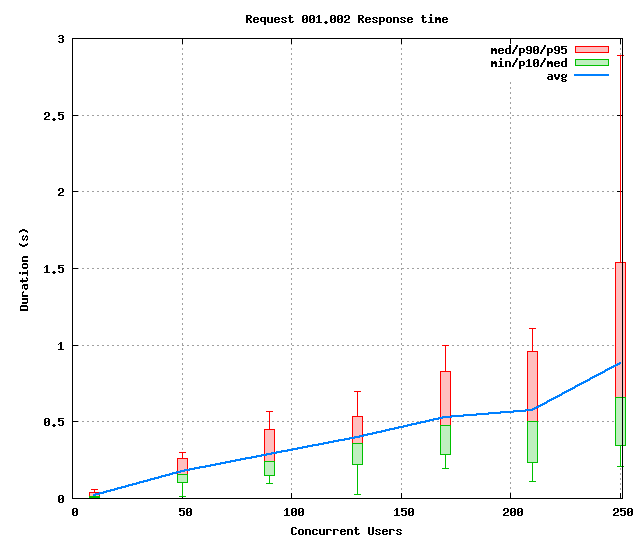 Request 001.002 Response time
med/p90/p95
min/p10/med
avg
3
2.5
2
1.5
1
0.5
0
Duration (s)
0 50 100 150 200 250
Concurrent Users